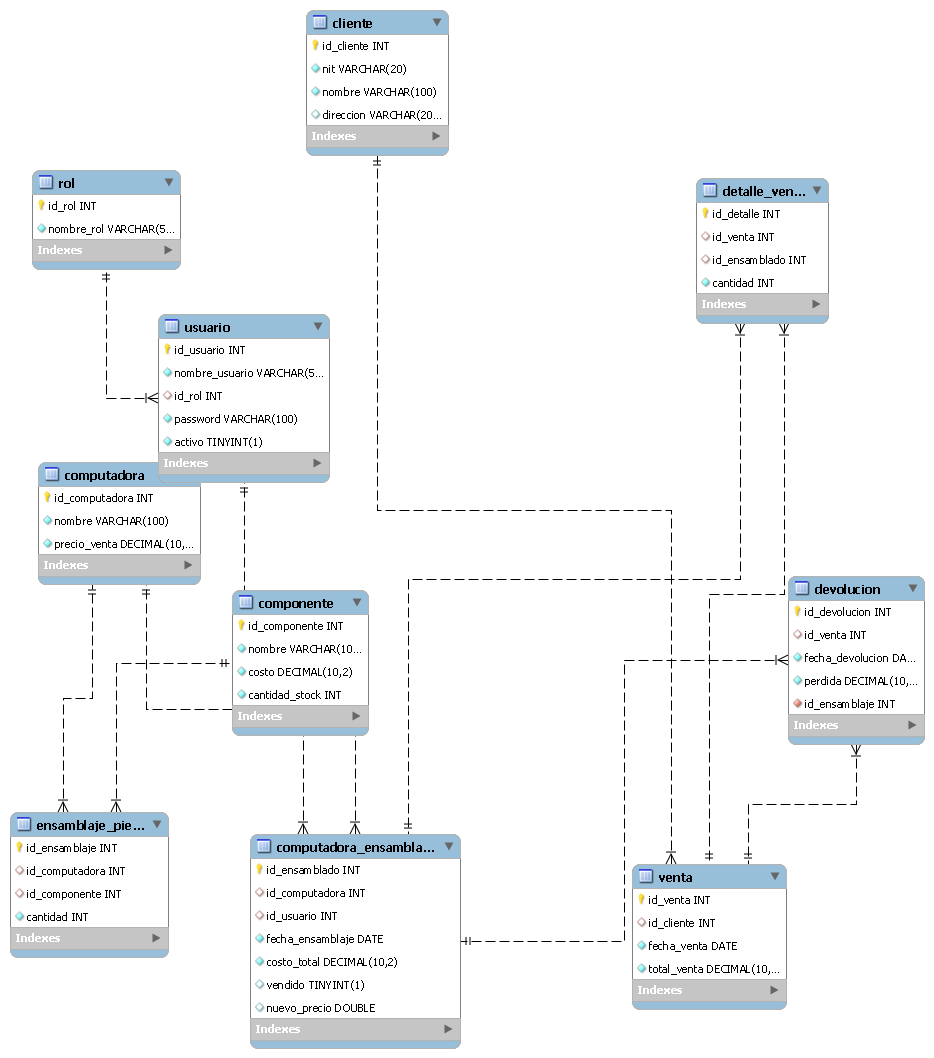 cliente
id_cliente INT
nit VARCHAR(20)
nombre VARCHAR(100)
direccion VARCHAR(20...
Indexes
rol
id_rol INT
nombre_rol VARCHAR(5...
Indexes
detalle_ven...
id_detalle INT
id_venta INT
id_ensamblado INT
cantidad INT
Indexes
usuario
id_usuario INT
nombre_usuario VARCHAR(5...
id_rol INT
password VARCHAR(100)
activo TINYINT(1)
Indexes
computadora
id_computadora INT
nombre VARCHAR(100)
precio_venta DECIMAL(10,...
Indexes
componente
id_componente INT
nombre VARCHAR(10...
costo DECIMAL(10,2)
cantidad_stock INT
Indexes
devolucion
id_devolucion INT
id_venta INT
fecha_devolucion DA...
perdida DECIMAL(10,...
id_ensamblaje INT
Indexes
ensamblaje_pie...
id_ensamblaje INT
id_computadora INT
id_componente INT
cantidad INT
Indexes
computadora_ensambla...
id_ensamblado INT
id_computadora INT
id_usuario INT
fecha_ensamblaje DATE
costo_total DECIMAL(10,2)
vendido TINYINT(1)
nuevo_precio DOUBLE
Indexes
venta
id_venta INT
id_cliente INT
fecha_venta DATE
total_venta DECIMAL(10,...
Indexes